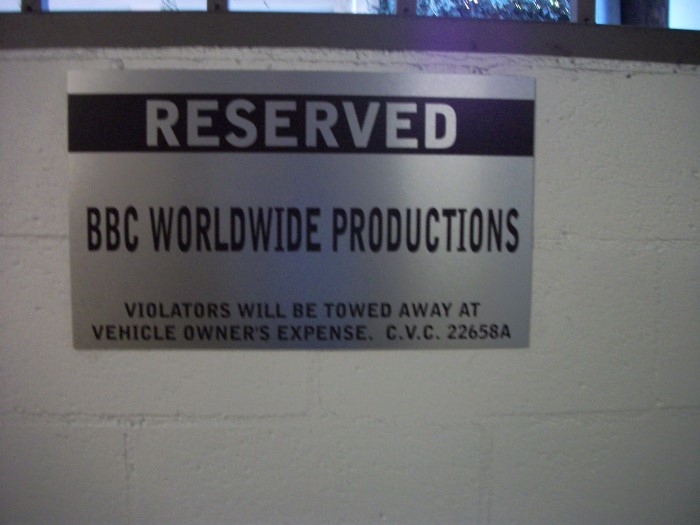 RESERVED
BBC WORLDWIDE PRODUCTIONS
VIOLATORS WILL BE TOWED AWAY AT
VEHICLE OWNER'S EXPENSE. C.V.C. 22658A